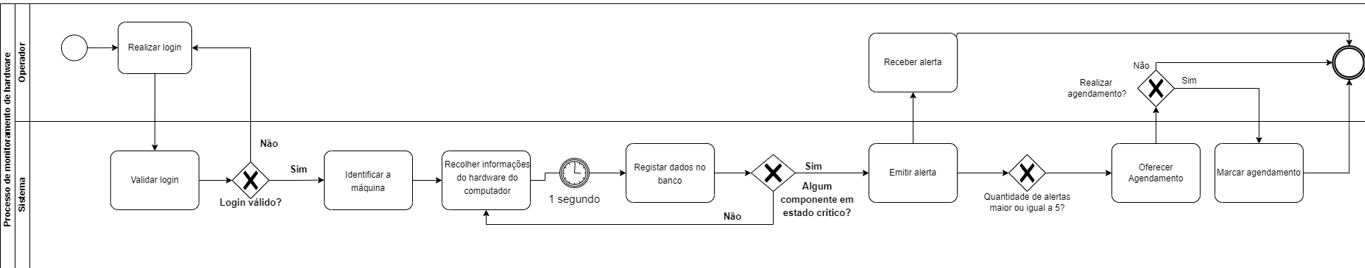 Processo de monitoramento de hardware
Operador
Sistema
Realizar login
Validar login
Não
Sim
Login válido?
Identificar a
máquina
Recolher informações
do hardware do
computador
1 segundo
Registar dados no
banco
Não
Sim
Algum
componente em
estado critico?
Receber alerta
Emitir alerta
Quantidade de alertas
maior ou igual a 5?
Oferecer
Agendamento
Realizar
agendamento?
Não
Sim
Marcar agendamento